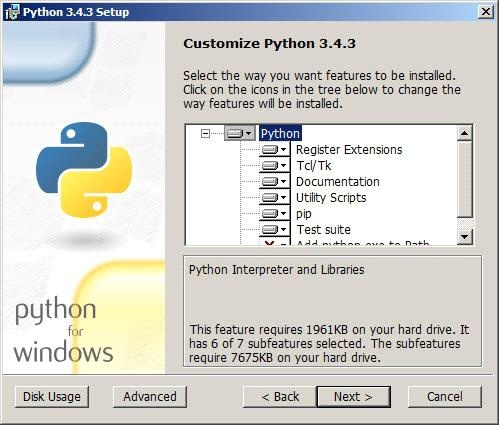 Python 3.4.3 Setup
Customize Python 3.4.3
Select the way you want features to be installed.
Click on the icons in the tree below to change the
way features will be installed.
Python
Register Extensions
Tcl/Tk
Documentation
Utility Scripts
pip
Test suite
Add python.exe to Path
Python Interpreter and Libraries
This feature requires 1961KB on your hard drive. It
has 6 of 7 subfeatures selected. The subfeatures
require 7675KB on your hard drive.
python
for
windows
Disk Usage
Advanced
< Back
Next >
Cancel